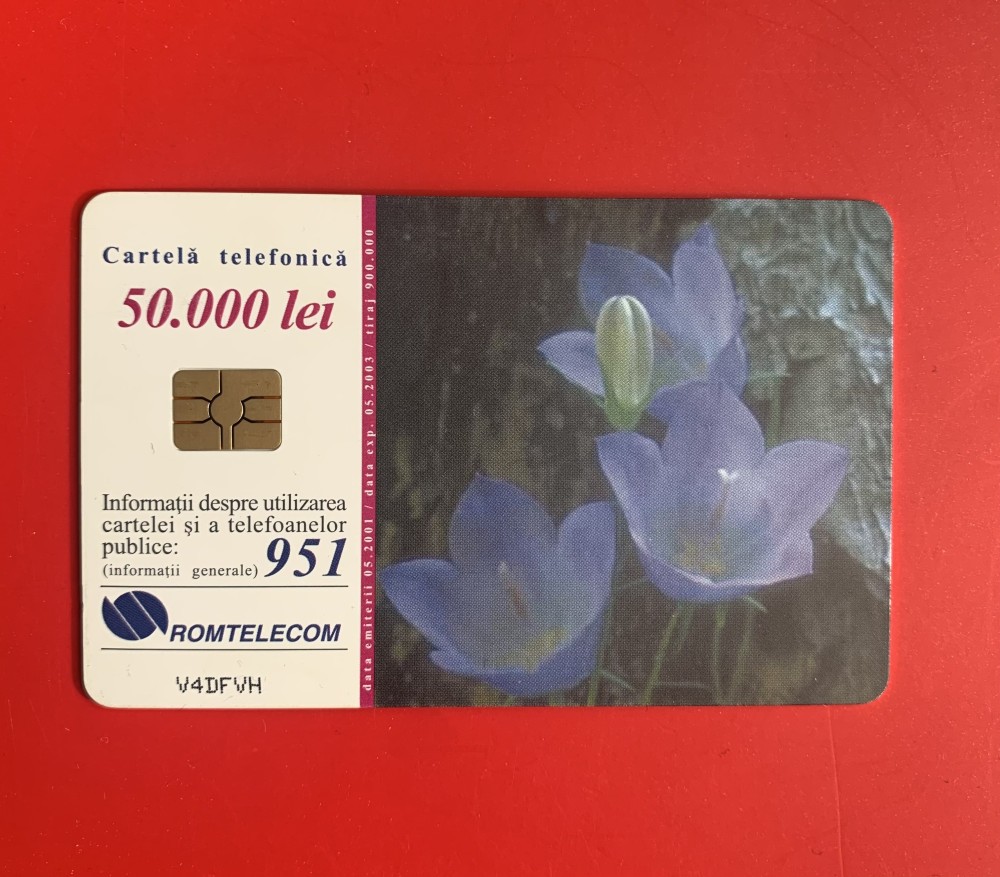 Cartelă telefonică
50.000 lei
Informații despre utilizarea
cartelei și a telefoanelor
publice:
(informații generale) 951
ROMTELECOM
V4DFVH
data emiterii 05.2001 / data exp. 05.2003 / tiraj 900.000